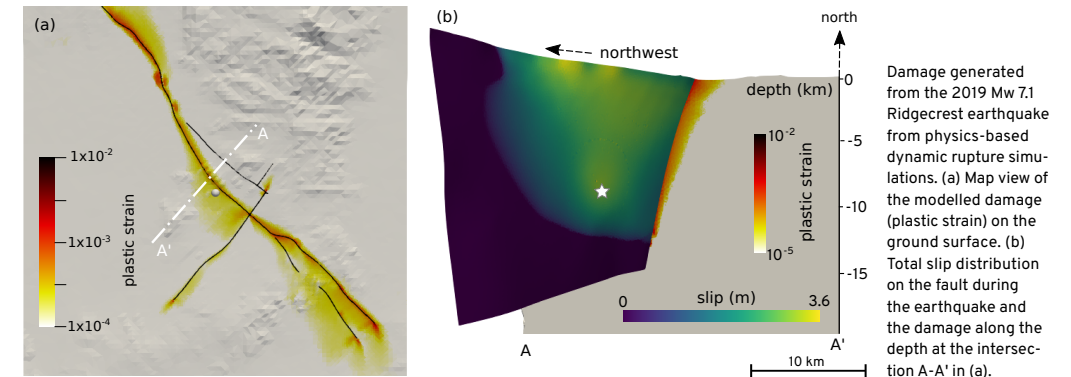 (a)
A
A'
1x10-2
1x10-3
1x10-4
plastic strain
(b)
northwest
north
depth (km)
0
-5
-10
-15
10-2
10-5
plastic strain
0 slip (m) 3.6
A
A'
10 km
Damage generated
from the 2019 Mw 7.1
Ridgecrest earthquake
from physics-based
dynamic rupture simu-
lations. (a) Map view of
the modelled damage
(plastic strain) on the
ground surface. (b)
Total slip distribution
on the fault during
the earthquake and
the damage along the
depth at the intersec-
tion A-A' in (a).